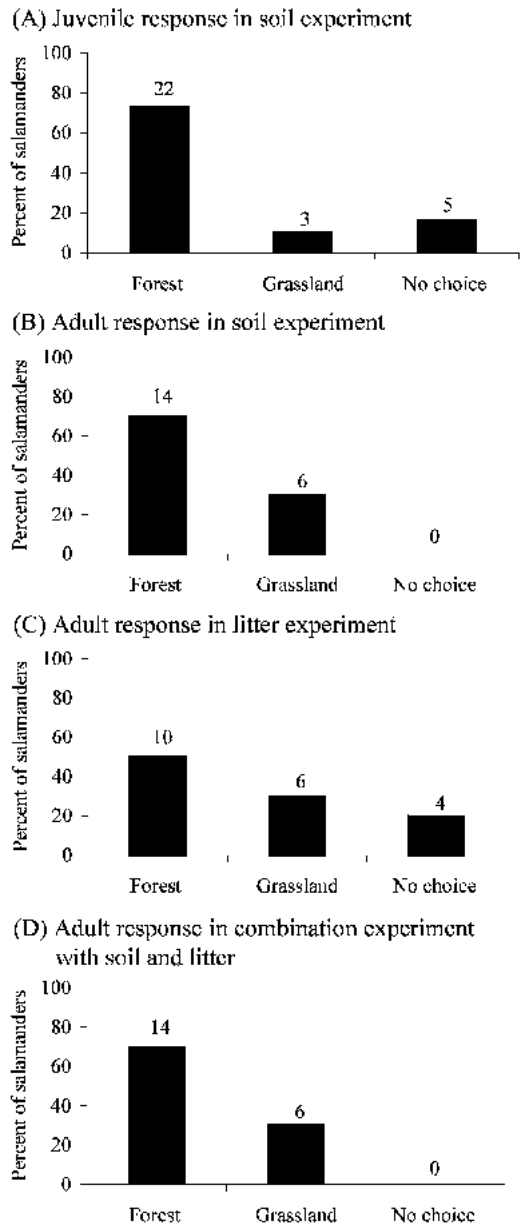 (A) Juvenile response in soil experiment
Percent of salamanders
100
80
60
40
20
0
22
3
5
Forest Grassland No choice
(B) Adult response in soil experiment
Percent of salamanders
100
80
60
40
20
0
14
6
0
Forest Grassland No choice
(C) Adult response in litter experiment
Percent of salamanders
100
80
60
40
20
0
10
6
4
Forest Grassland No choice
(D) Adult response in combination experiment
with soil and litter
Percent of salamanders
100
80
60
40
20
0
14
6
0
Forest Grassland No choice